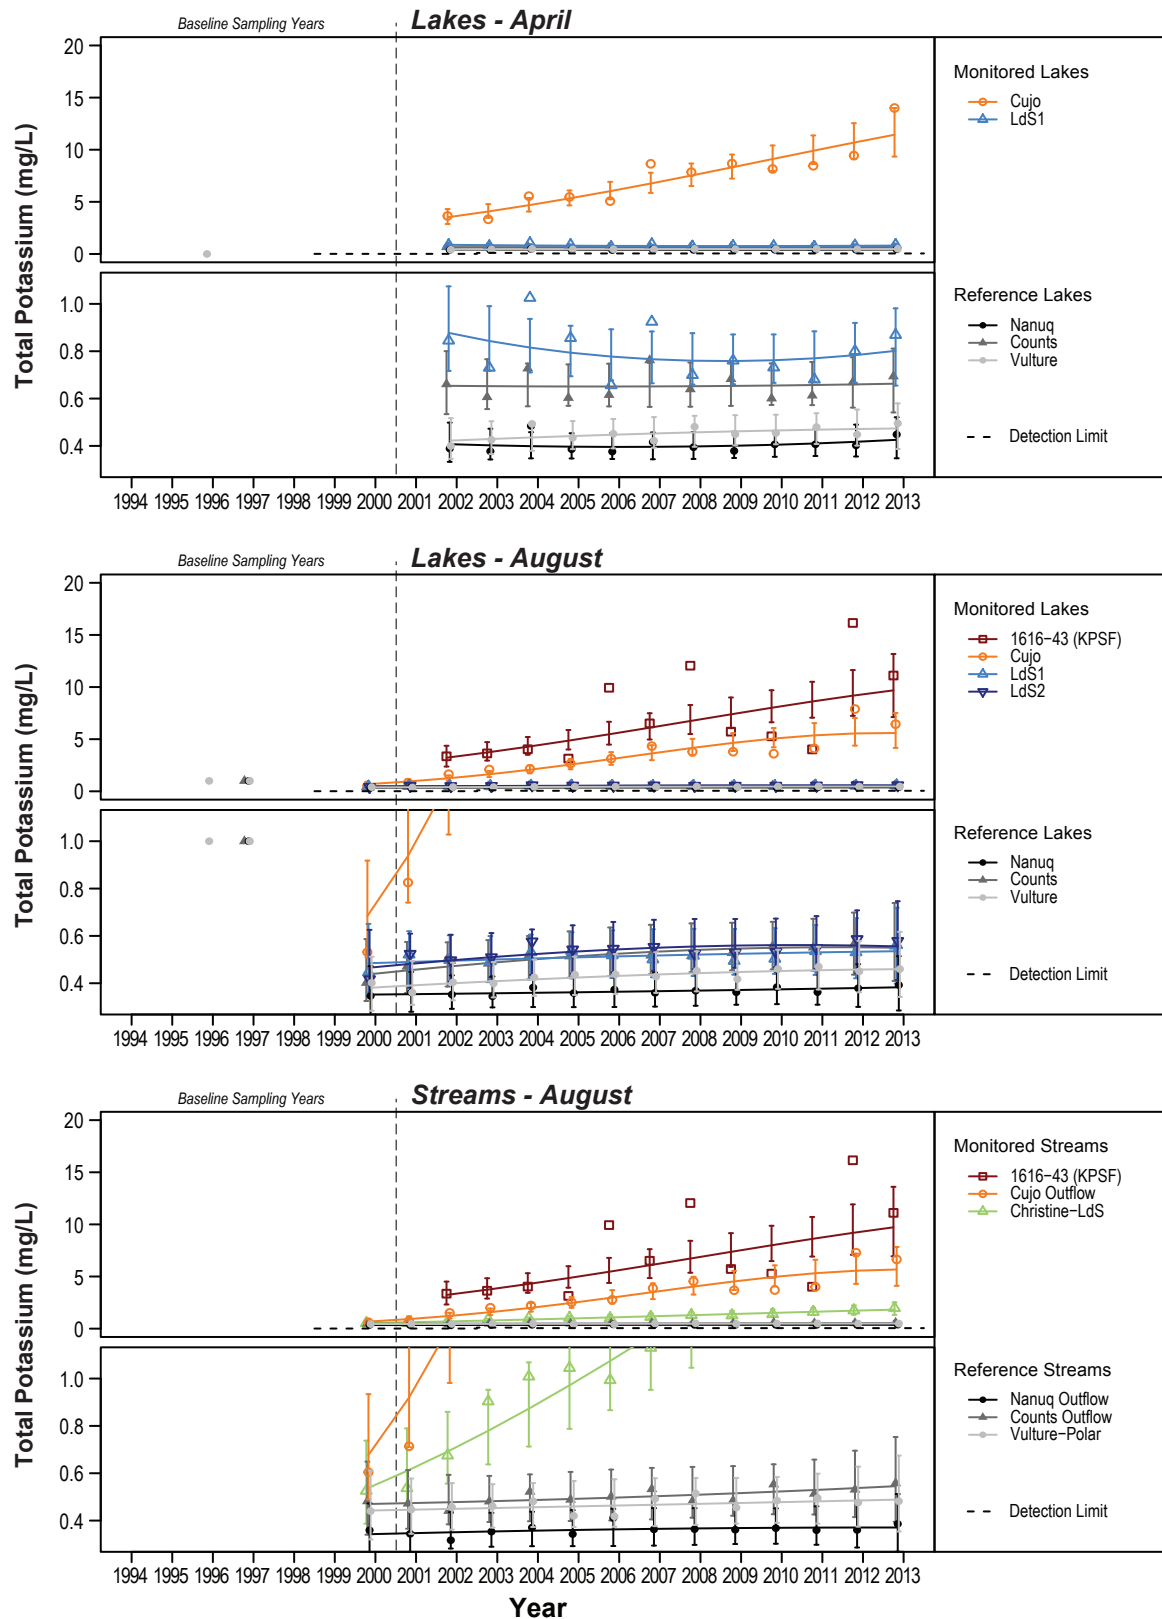 Baseline Sampling Years
Lakes - April
Total Potassium (mg/L)
20
15
10
5
0
Monitored Lakes
Cujo
LdS1
1.0
0.8
0.6
0.4
Reference Lakes
Nanuq
Counts
Vulture
Detection Limit
1994 1995 1996 1997 1998 1999 2000 2001 2002 2003 2004 2005 2006 2007 2008 2009 2010 2011 2012 2013
Baseline Sampling Years
Lakes - August
Total Potassium (mg/L)
20
15
10
5
0
Monitored Lakes
1616−43 (KPSF)
Cujo
LdS1
LdS2
1.0
0.8
0.6
0.4
Reference Lakes
Nanuq
Counts
Vulture
Detection Limit
1994 1995 1996 1997 1998 1999 2000 2001 2002 2003 2004 2005 2006 2007 2008 2009 2010 2011 2012 2013
Baseline Sampling Years
Streams - August
Total Potassium (mg/L)
20
15
10
5
0
Monitored Streams
1616−43 (KPSF)
Cujo Outflow
Christine−LdS
1.0
0.8
0.6
0.4
Reference Streams
Nanuq Outflow
Counts Outflow
Vulture−Polar
Detection Limit
1994 1995 1996 1997 1998 1999 2000 2001 2002 2003 2004 2005 2006 2007 2008 2009 2010 2011 2012 2013
Year